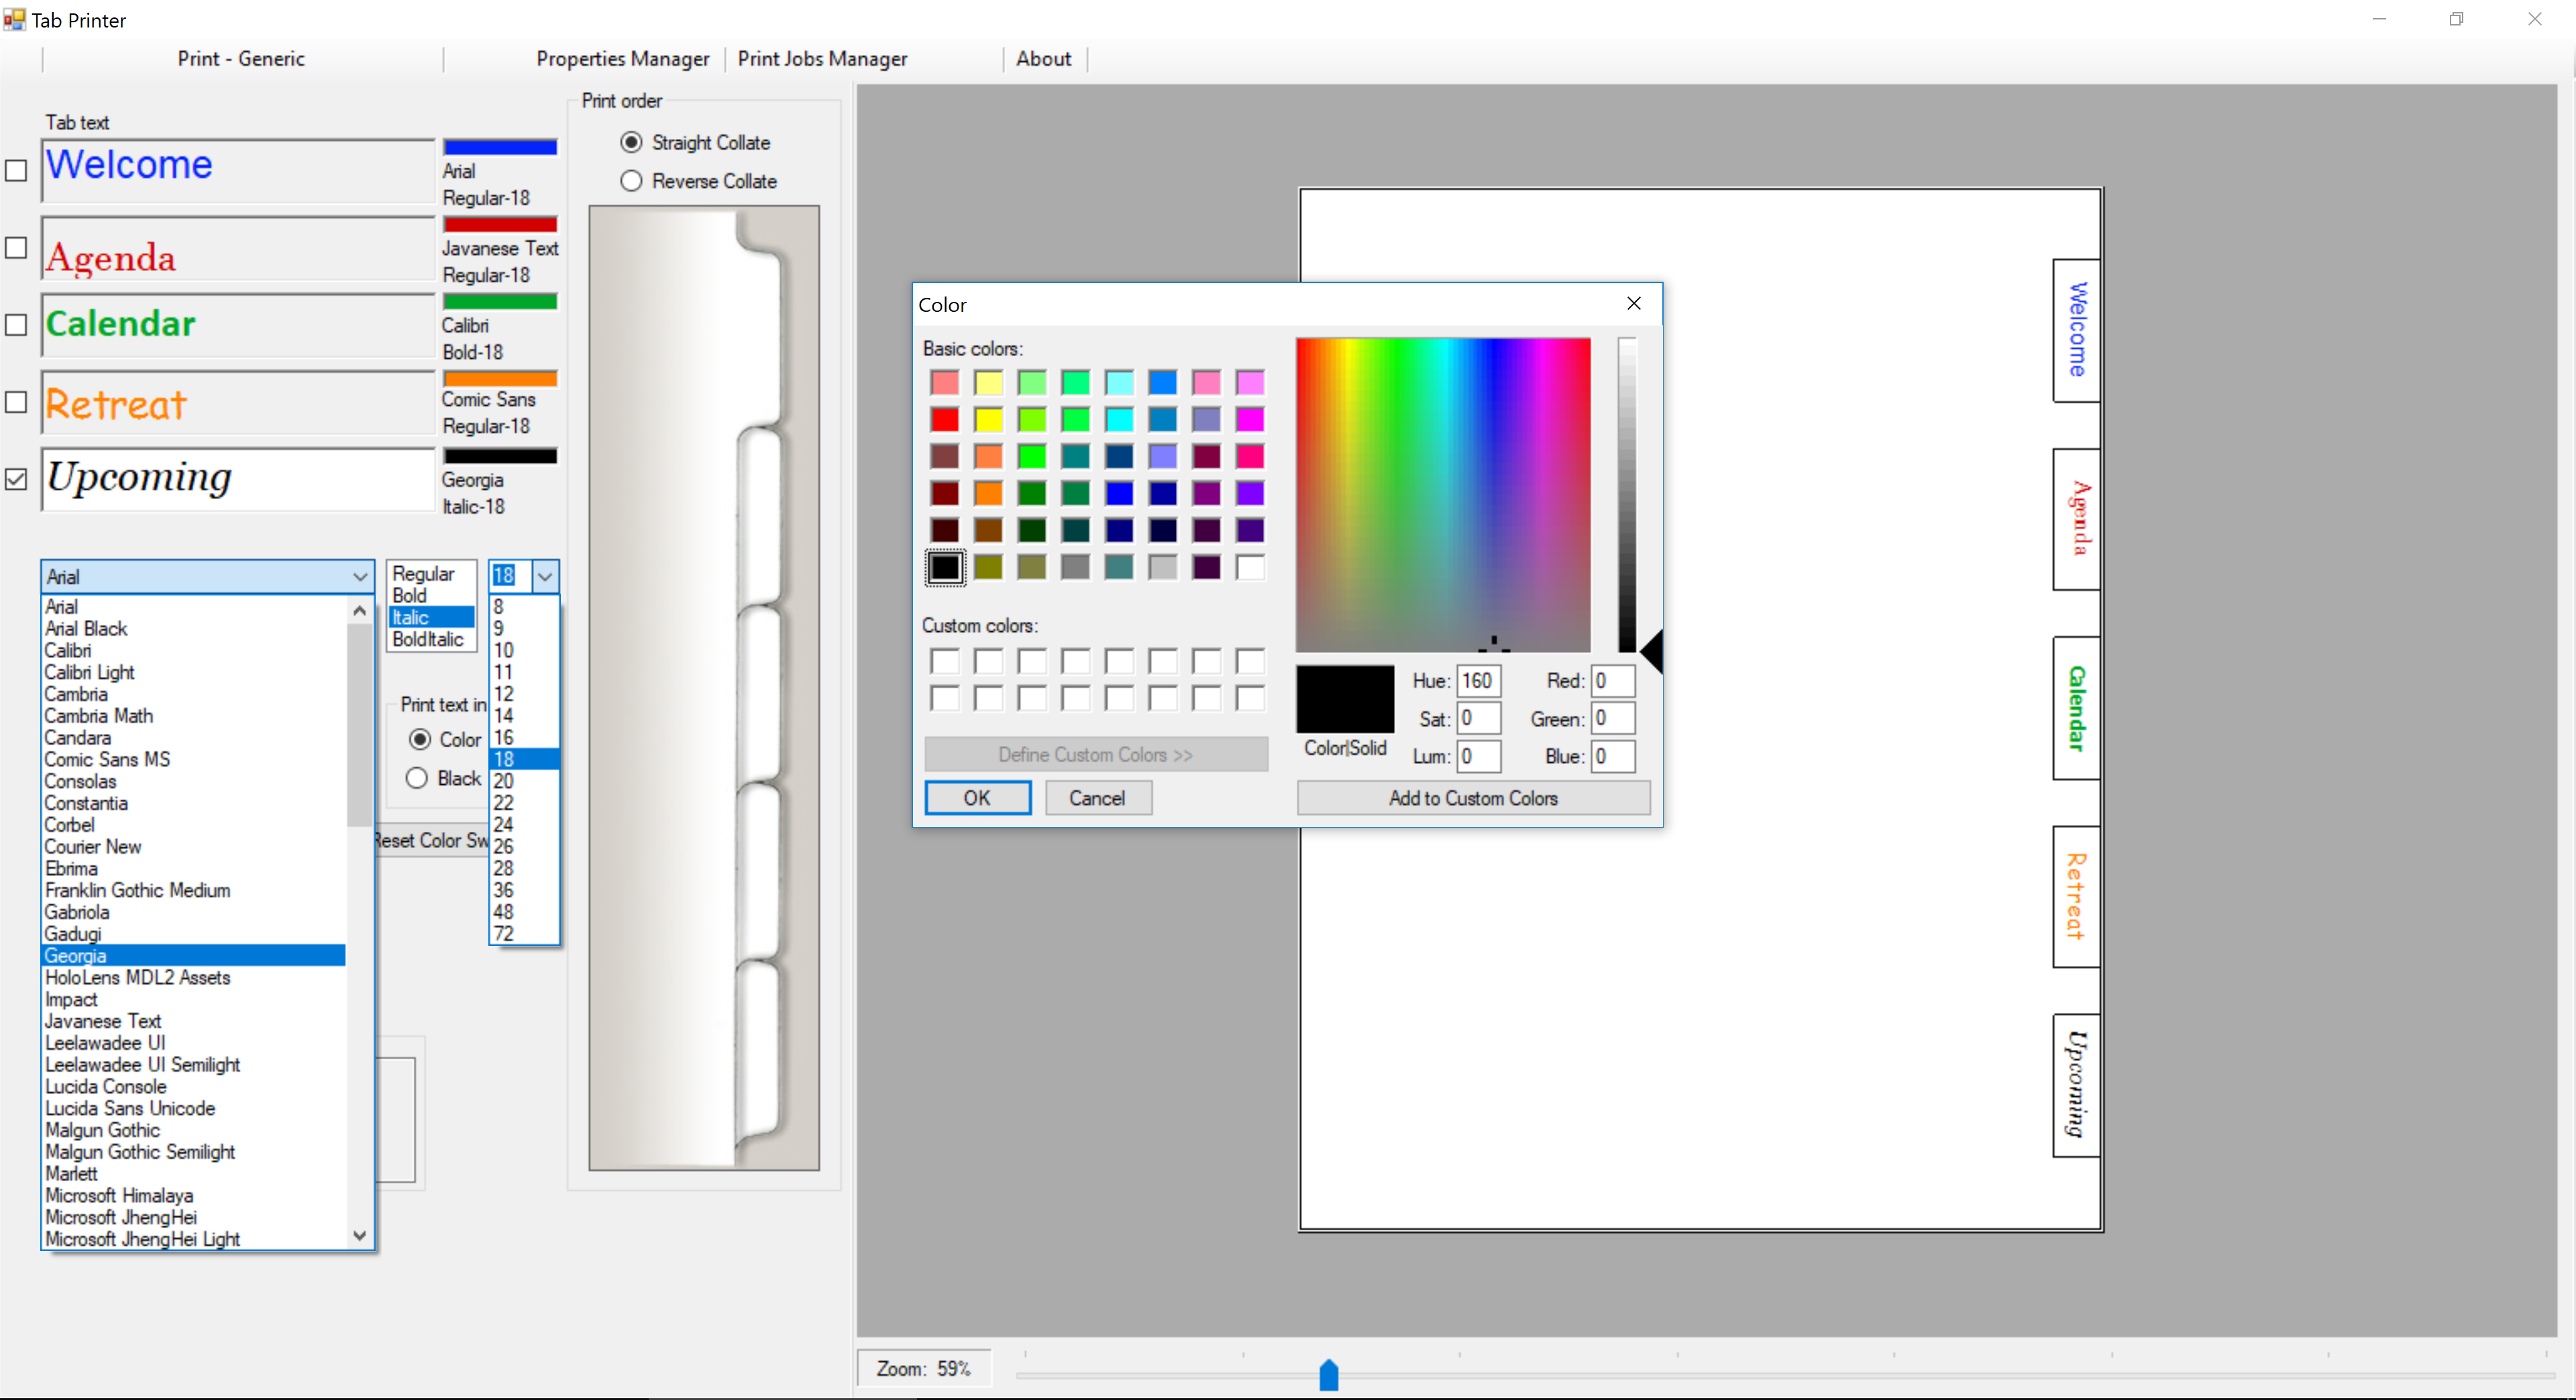 Tab Printer
Print - Generic
Properties Manager
Print Jobs Manager
About
Tab text
Welcome
Arial
Regular-18
Agenda
Javanese Text
Regular-18
Calendar
Calibri
Bold-18
Retreat
Comic Sans
Regular-18
Upcoming
Georgia
Italic-18
Arial
Arial
Arial Black
Calibri
Calibri Light
Cambria
Cambria Math
Candara
Comic Sans MS
Consolas
Constantia
Corbel
Courier New
Ebrima
Franklin Gothic Medium
Gabriola
Gadugi
Georgia
HoloLens MDL2 Assets
Impact
Javanese Text
Leelawadee UI
Leelawadee UI Semilight
Lucida Console
Lucida Sans Unicode
Malgun Gothic
Malgun Gothic Semilight
Marlett
Microsoft Himalaya
Microsoft JhengHei
Microsoft JhengHei Light
Regular
Bold
Italic
BoldItalic
18
8
9
10
11
12
14
16
18
20
22
24
26
28
36
48
72
Print text in
Color
Black
Reset Color Sw
Print order
Straight Collate
Reverse Collate
Color
Basic colors:
Custom colors:
Define Custom Colors >>
OK
Cancel
Color|Solid
Hue: 160
Sat: 0
Lum: 0
Red: 0
Green: 0
Blue: 0
Add to Custom Colors
Welcome
Agenda
Calendar
Retreat
Upcoming
Zoom: 59%